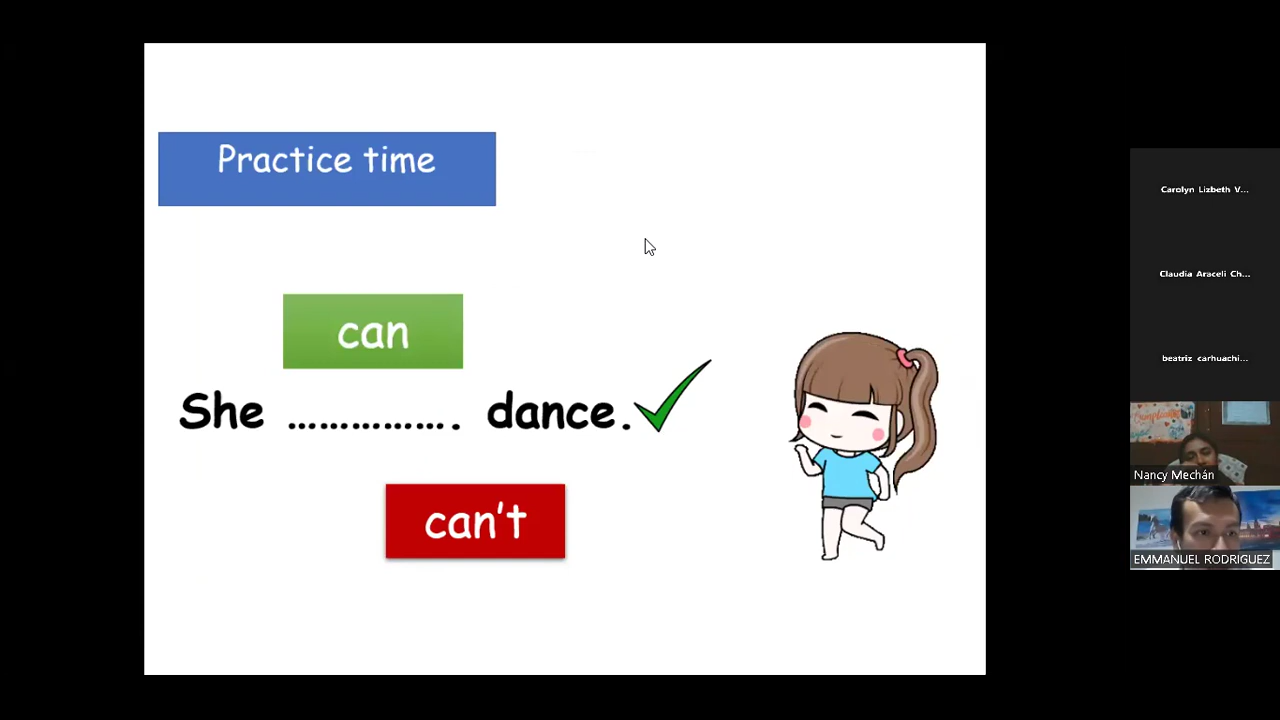 Practice time
can
She ……………. dance.
can't
Carolyn Lizbeth V...
Claudia Araceli Ch...
beatriz carhuachi...
Nancy Mechán
EMMANUEL RODRIGUEZ